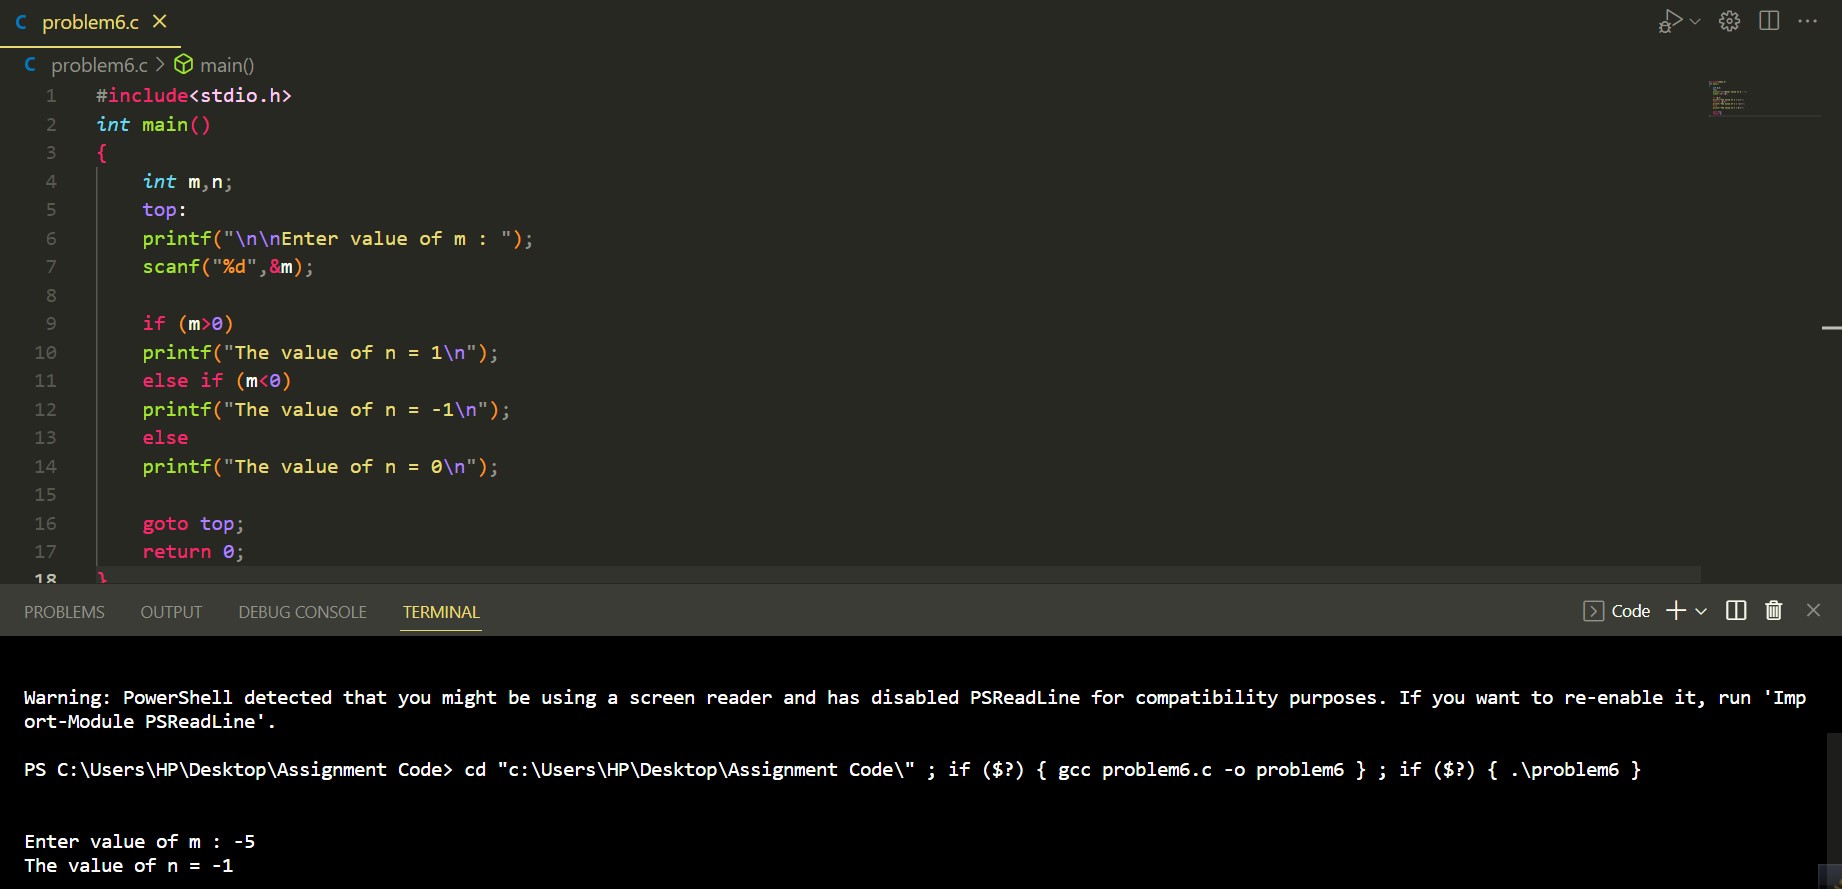 C problem6.c
C problem6.c > main()
1 #include<stdio.h>
2 int main()
3 {
4 int m,n;
5 top:
6 printf("\n\nEnter value of m : ");
7 scanf("%d",&m);
8
9 if (m>0)
10 printf("The value of n = 1\n");
11 else if (m<0)
12 printf("The value of n = -1\n");
13 else
14 printf("The value of n = 0\n");
15
16 goto top;
17 return 0;
18 }
PROBLEMS OUTPUT DEBUG CONSOLE TERMINAL Code
Warning: PowerShell detected that you might be using a screen reader and has disabled PSReadLine for compatibility purposes. If you want to re-enable it, run 'Imp
ort-Module PSReadLine'.
PS C:\Users\HP\Desktop\Assignment Code> cd "c:\Users\HP\Desktop\Assignment Code\" ; if ($?) { gcc problem6.c -o problem6 } ; if ($?) { .\problem6 }
Enter value of m : -5
The value of n = -1